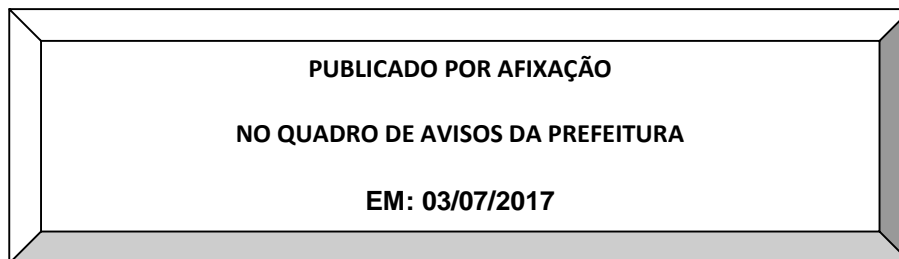 PUBLICADO POR AFIXAÇÃO
NO QUADRO DE AVISOS DA PREFEITURA
EM: 03/07/2017